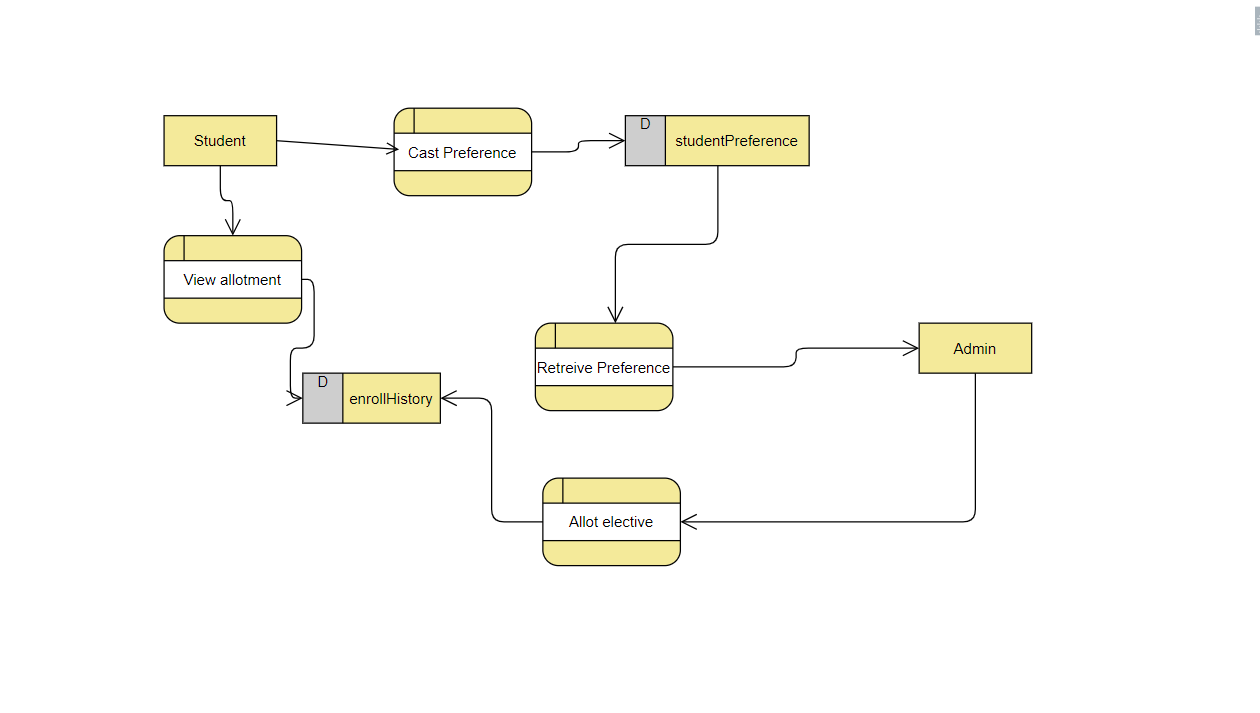 Student
Cast Preference
D
studentPreference
View allotment
Retreive Preference
Admin
D
enrollHistory
Allot elective